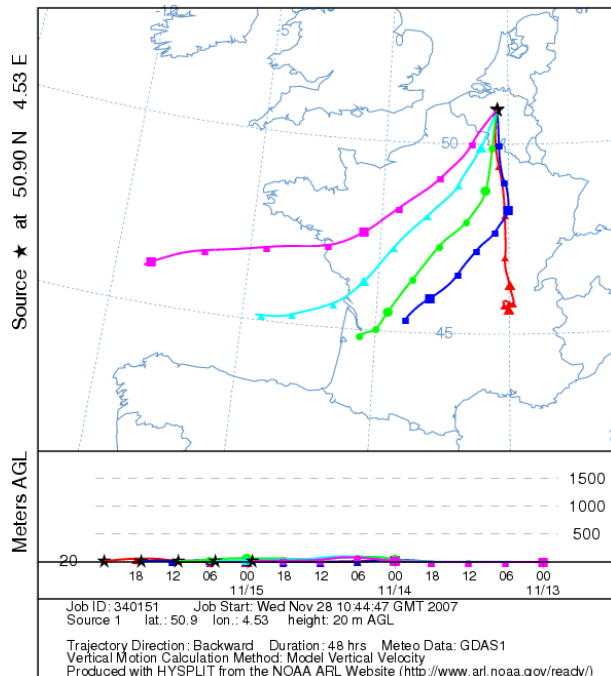 -10
-5
0
5
50
45
Source ★ at 50.90 N 4.53 E
Meters AGL
1500
1000
500
20
18 12 06 00 18 12 06 00 18 12 06 00
11/15 11/14 11/13
Job ID: 340151 Job Start: Wed Nov 28 10:44:47 GMT 2007
Source 1 lat.: 50.9 lon.: 4.53 height: 20 m AGL
Trajectory Direction: Backward Duration: 48 hrs Meteo Data: GDAS1
Vertical Motion Calculation Method: Model Vertical Velocity
Produced with HYSPLIT from the NOAA ARL Website (http://www.arl.noaa.gov/ready/)